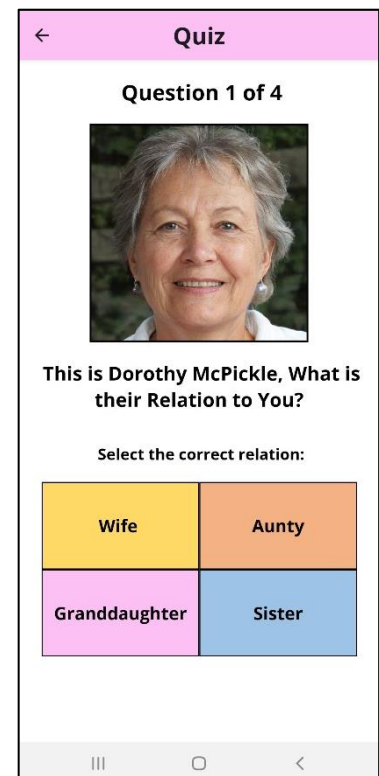 Quiz
Question 1 of 4
This is Dorothy McPickle, What is
their Relation to You?
Select the correct relation:
Wife
Aunty
Granddaughter
Sister